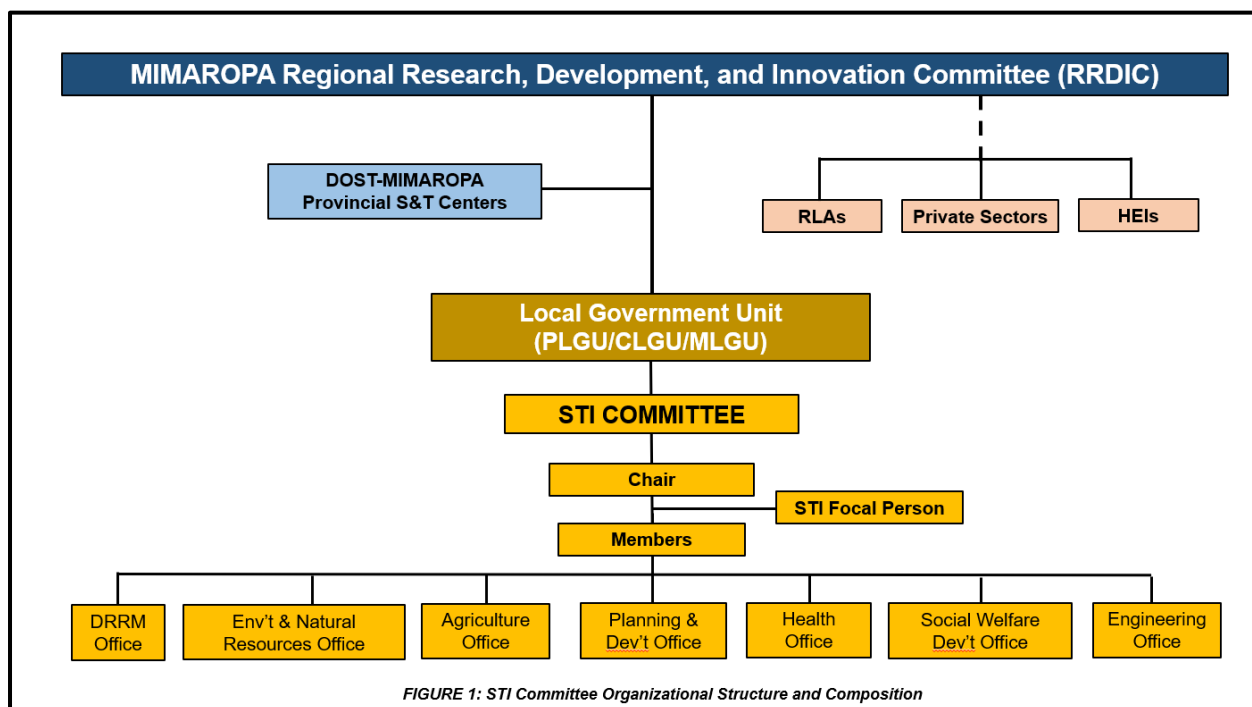 MIMAROPA Regional Research, Development, and Innovation Committee (RRDIC)
DOST-MIMAROPA
Provincial S&T Centers
RLAs
Private Sectors
HEIs
Local Government Unit
(PLGU/CLGU/MLGU)
STI COMMITTEE
Chair
STI Focal Person
Members
DRRM
Office
Env't & Natural
Resources Office
Agriculture
Office
Planning &
Dev't Office
Health
Office
Social Welfare
Dev't Office
Engineering
Office
FIGURE 1: STI Committee Organizational Structure and Composition